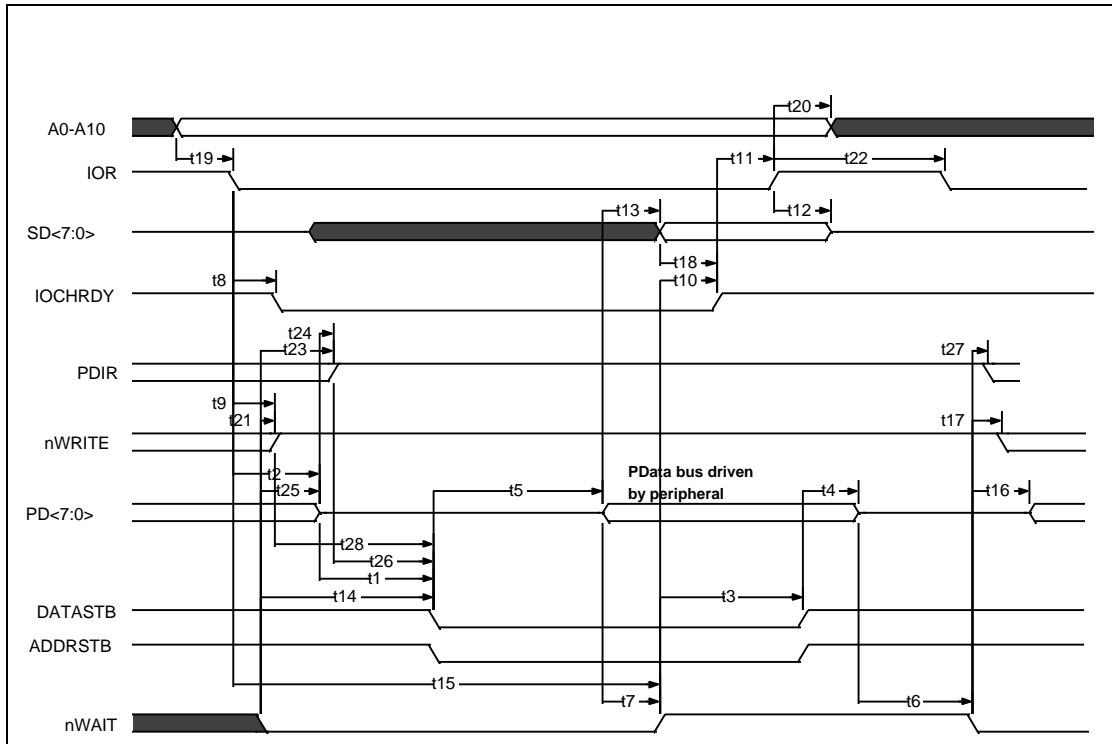 t20
A0-A10
t19 t11 t22
IOR
t13 t12
SD<7:0>
t18
t8 t10
IOCHRDY
t24
t23 t27
PDIR
t9
t21 t17
nWRITE
t2 PData bus driven
t25 t5 by peripheral t4 t16
PD<7:0>
t28
t26
t1
t14 t3
DATASTB
ADDRSTB
t15
t7 t6
nWAIT